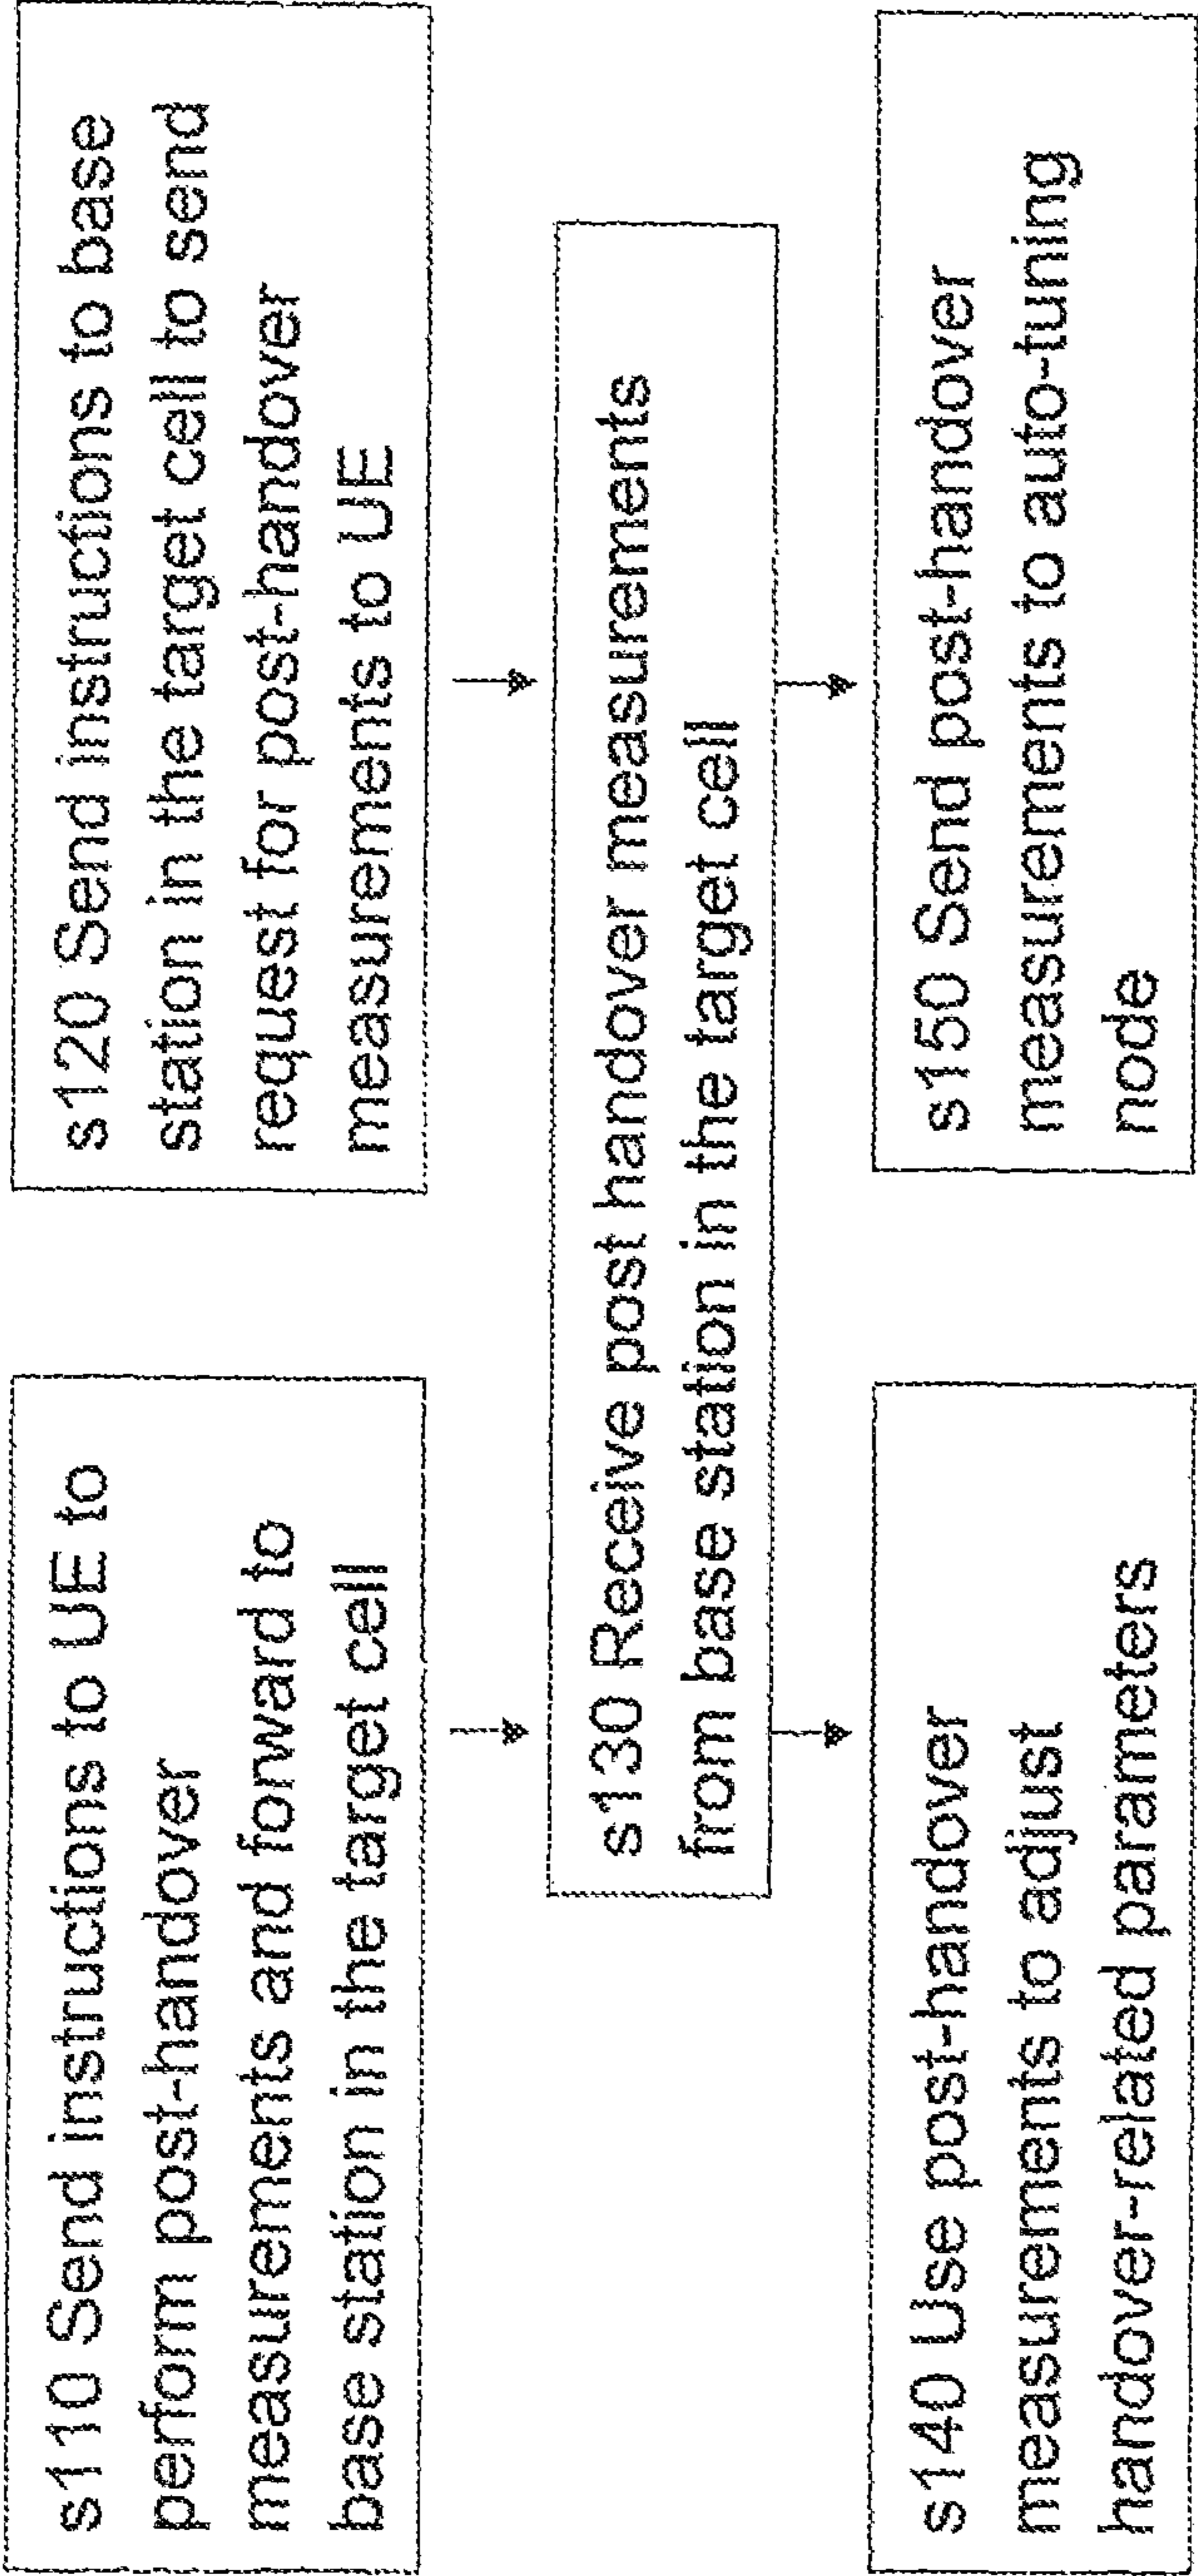 s110 Send instructions to UE to
perform post-handover
measurements and forward to
base station in the target cell
s120 Send instructions to base
station in the target cell to send
request for post-handover
measurements to UE
s130 Receive post handover measurements
from base station in the target cell
s140 Use post-handover
measurements to adjust
handover-related parameters
s150 Send post-handover
measurements to auto-tuning
node